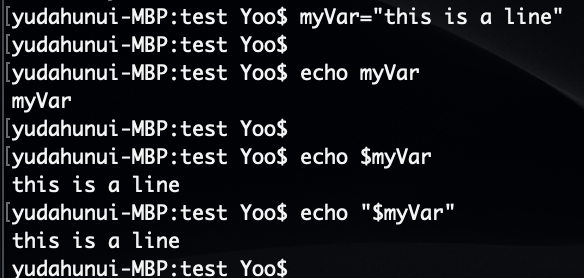 [yudahunui-MBP:test Yoo$ myVar="this is a line"
[yudahunui-MBP:test Yoo$
[yudahunui-MBP:test Yoo$ echo myVar
myVar
[yudahunui-MBP:test Yoo$
[yudahunui-MBP:test Yoo$ echo $myVar
this is a line
[yudahunui-MBP:test Yoo$ echo "$myVar"
this is a line
yudahunui-MBP:test Yoo$